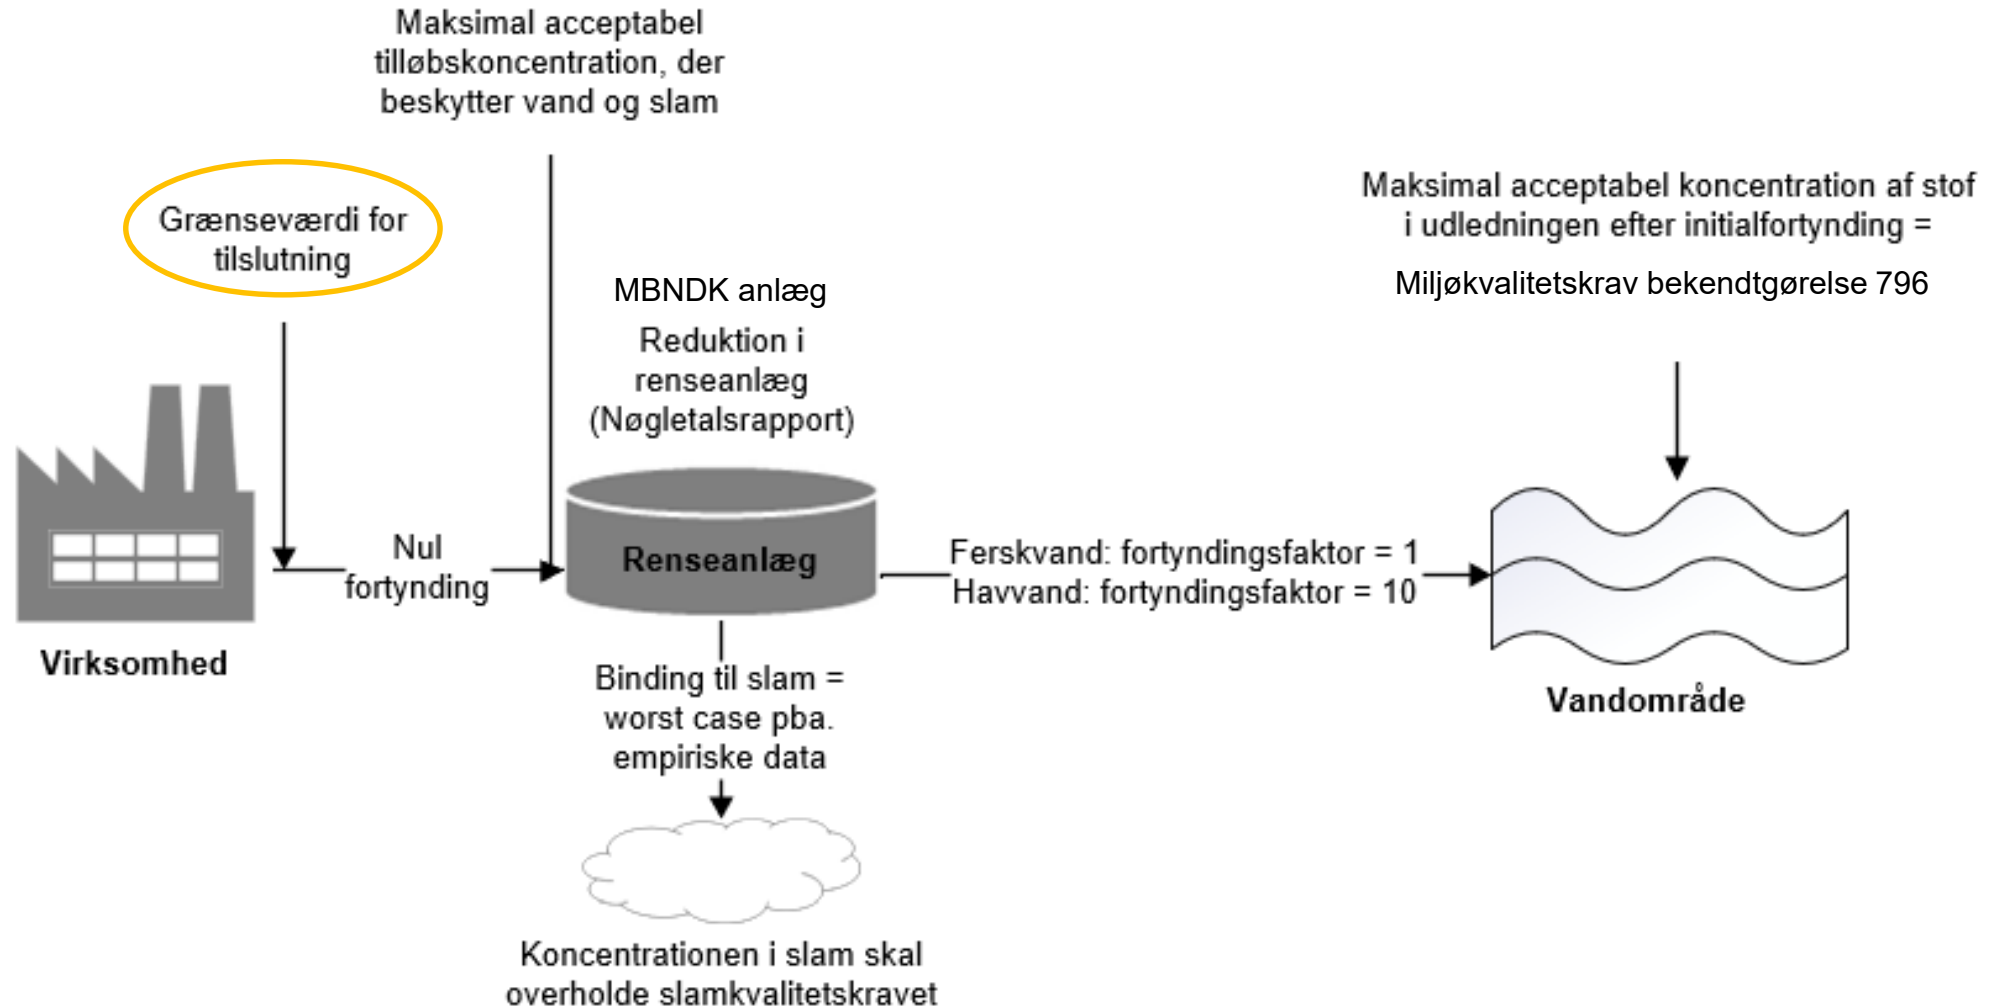 Maksimal acceptabel
tilløbskoncentration, der
beskytter vand og slam
Grænseværdi for
tilslutning
MBNDK anlæg
Reduktion i
renseanlæg
(Nøgletalsrapport)
Maksimal acceptabel koncentration af stof
i udledningen efter initialfortynding =
Miljøkvalitetskrav bekendtgørelse 796
Nul
fortynding
Renseanlæg
Ferskvand: fortyndingsfaktor = 1
Havvand: fortyndingsfaktor = 10
Virksomhed
Binding til slam =
worst case pba.
empiriske data
Vandområde
Koncentrationen i slam skal
overholde slamkvalitetskravet